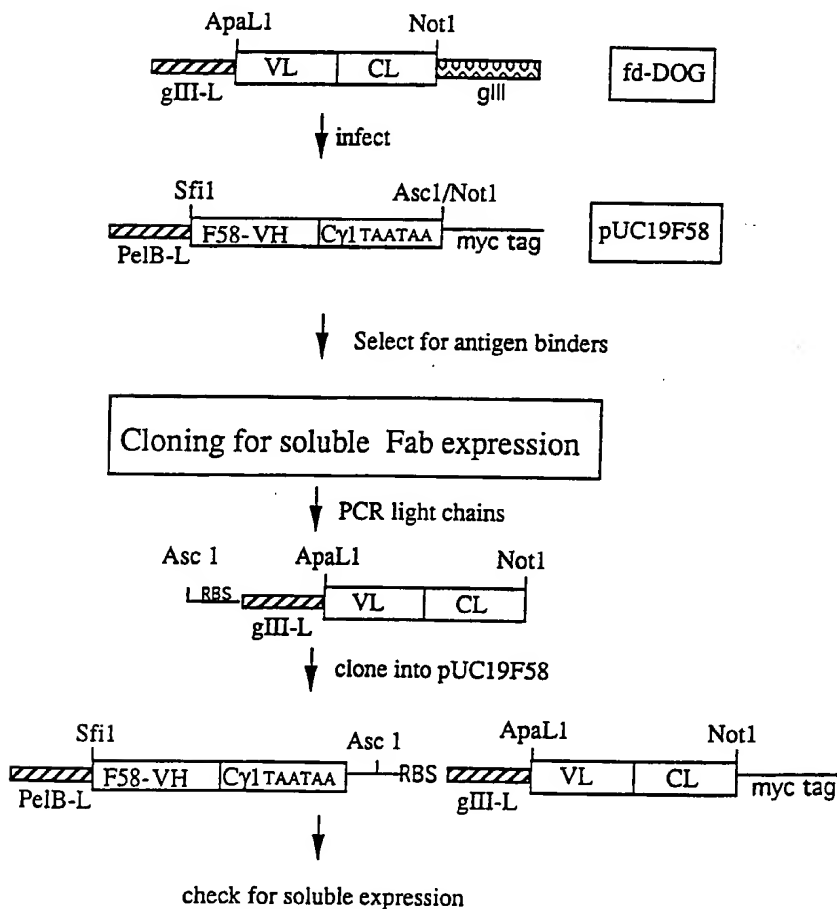 ApaL1 Not1
VL CL
gIII-L gIII
fd-DOG
infect
Sfi1 Asc1/Not1
F58-VH Cγ1 TAATAA
PelB-L myc tag
pUC19F58
Select for antigen binders
Cloning for soluble Fab expression
PCR light chains
Asc 1 ApaL1 Not1
RBS VL CL
gIII-L
clone into pUC19F58
Sfi1 Asc 1 ApaL1 Not1
F58-VH Cγ1 TAATAA RBS VL CL
PelB-L gIII-L myc tag
check for soluble expression